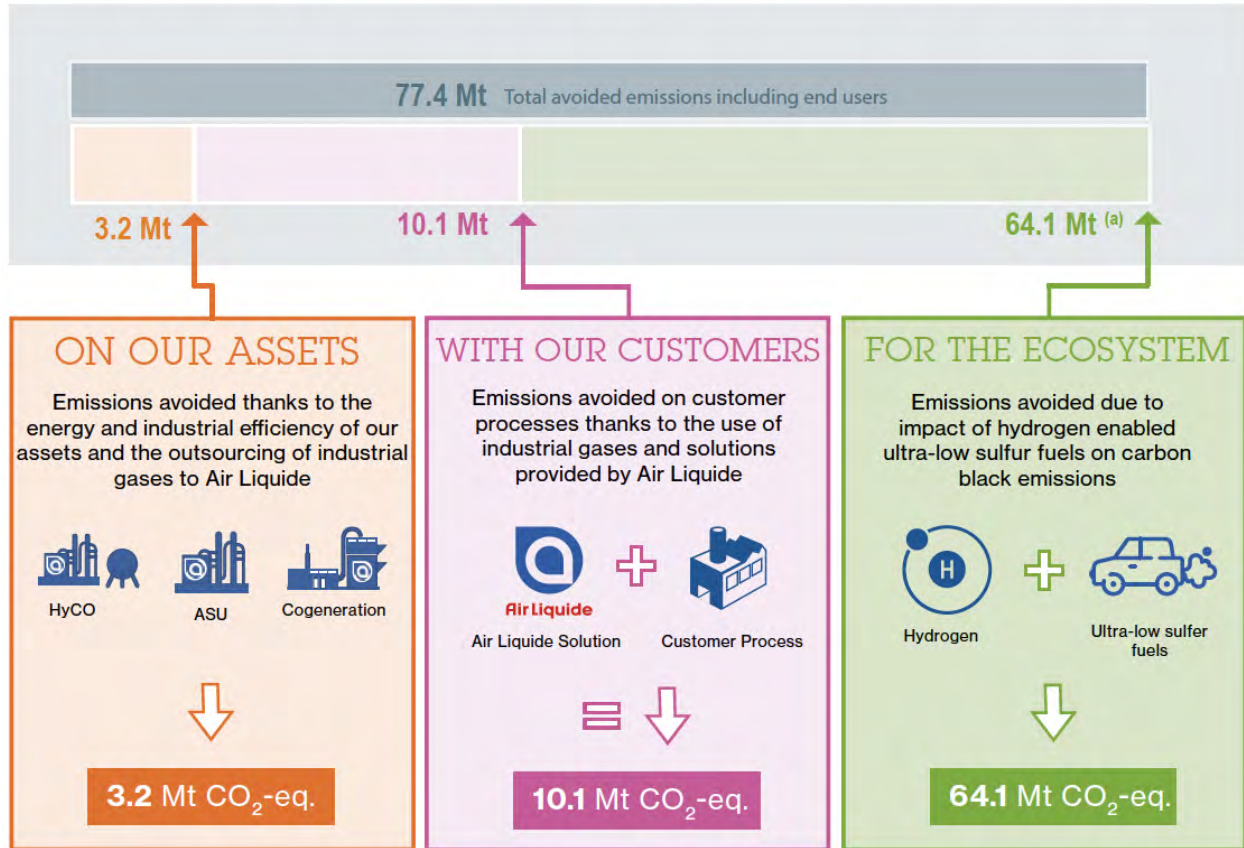 77.4 Mt Total avoided emissions including end users
3.2 Mt
10.1 Mt
64.1 Mt (a)
ON OUR ASSETS
Emissions avoided thanks to the
energy and industrial efficiency of our
assets and the outsourcing of industrial
gases to Air Liquide
HyCO
ASU
Cogeneration
3.2 Mt CO2-eq.
WITH OUR CUSTOMERS
Emissions avoided on customer
processes thanks to the use of
industrial gases and solutions
provided by Air Liquide
Air Liquide
+
Air Liquide Solution
Customer Process
=
10.1 Mt CO2-eq.
FOR THE ECOSYSTEM
Emissions avoided due to
impact of hydrogen enabled
ultra-low sulfur fuels on carbon
black emissions
H
+
Hydrogen
Ultra-low sulfer
fuels
64.1 Mt CO2-eq.